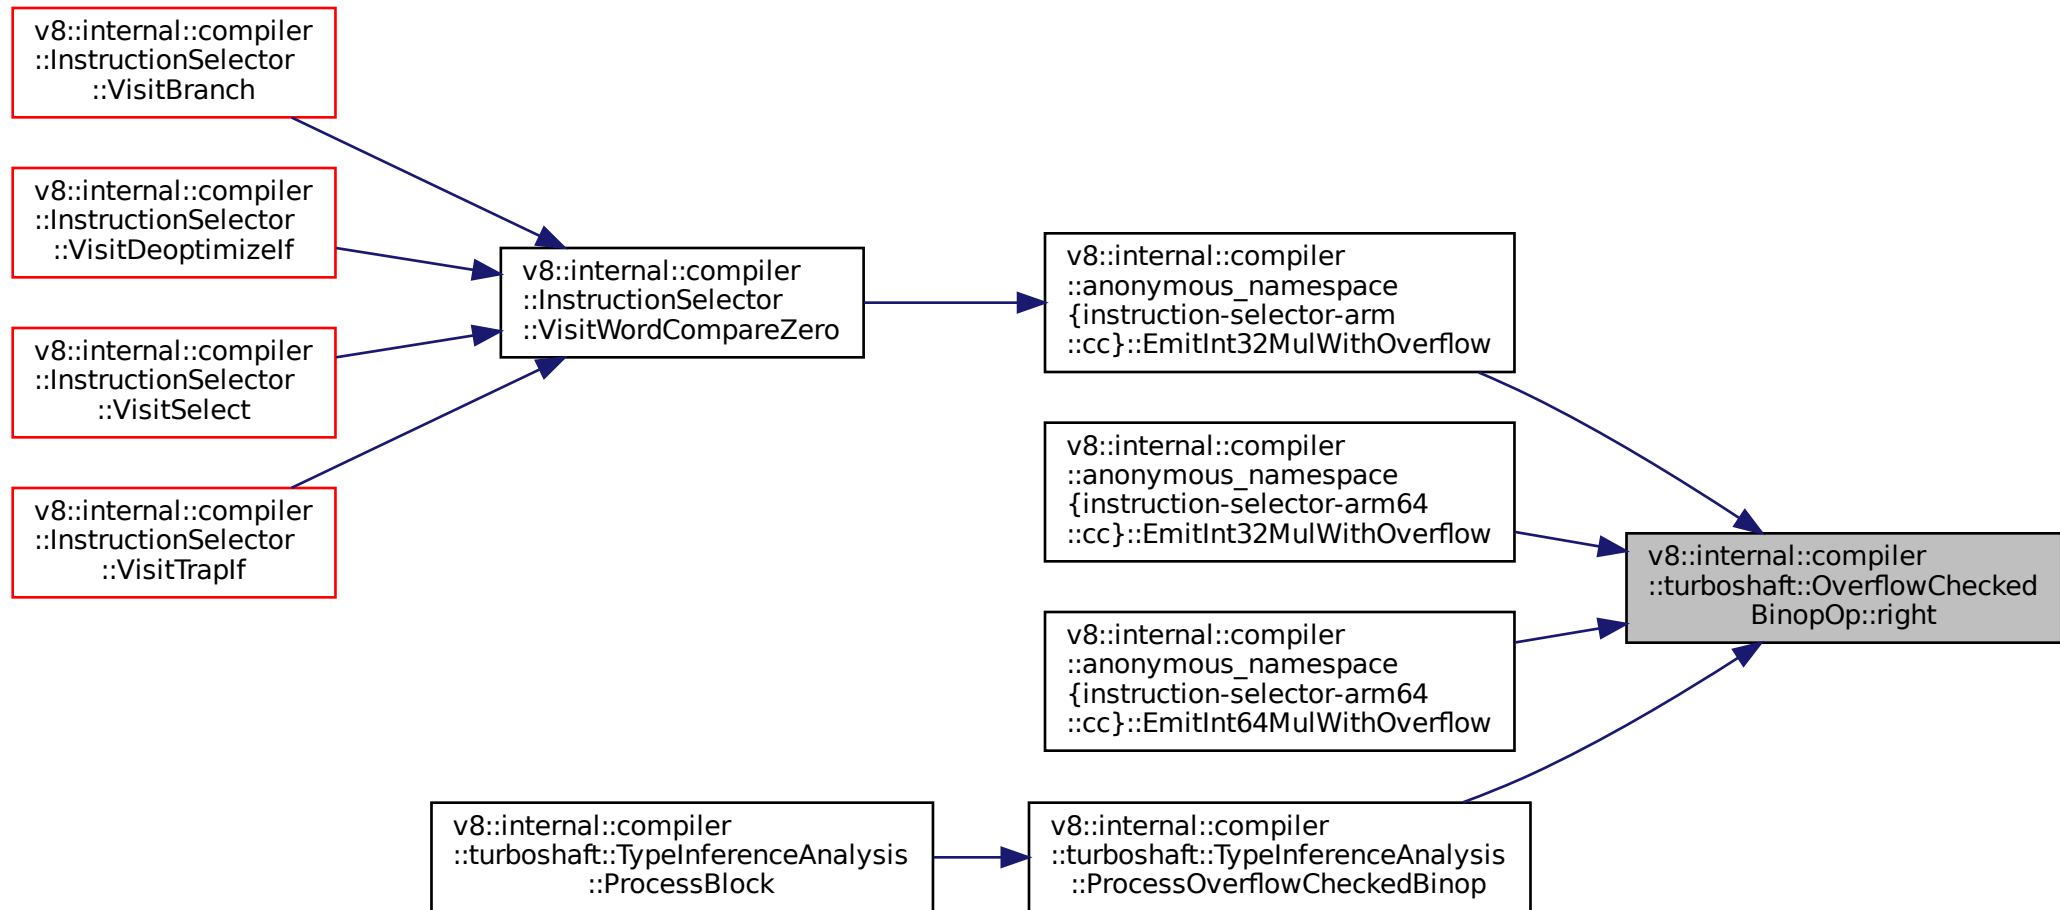 v8::internal::compiler
::InstructionSelector
::VisitBranch
v8::internal::compiler
::InstructionSelector
::VisitDeoptimizeIf
v8::internal::compiler
::InstructionSelector
::VisitSelect
v8::internal::compiler
::InstructionSelector
::VisitTrapIf
v8::internal::compiler
::InstructionSelector
::VisitWordCompareZero
v8::internal::compiler
::anonymous_namespace
{instruction-selector-arm
::cc}::EmitInt32MulWithOverflow
v8::internal::compiler
::anonymous_namespace
{instruction-selector-arm64
::cc}::EmitInt32MulWithOverflow
v8::internal::compiler
::anonymous_namespace
{instruction-selector-arm64
::cc}::EmitInt64MulWithOverflow
v8::internal::compiler
::turboshaft::OverflowChecked
BinopOp::right
v8::internal::compiler
::turboshaft::TypeInferenceAnalysis
::ProcessBlock
v8::internal::compiler
::turboshaft::TypeInferenceAnalysis
::ProcessOverflowCheckedBinop